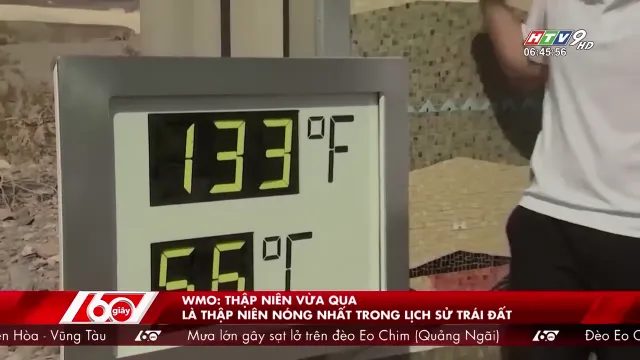 HTV9 HD
06:45:56
133 °F
56 °
60 giây
WMO: THẬP NIÊN VỪA QUA
LÀ THẬP NIÊN NÓNG NHẤT TRONG LỊCH SỬ TRÁI ĐẤT
Hòa - Vũng Tàu 60 Mưa lớn gây sạt lở trên đèo Eo Chim (Quảng Ngãi) 60 Đèo Eo C